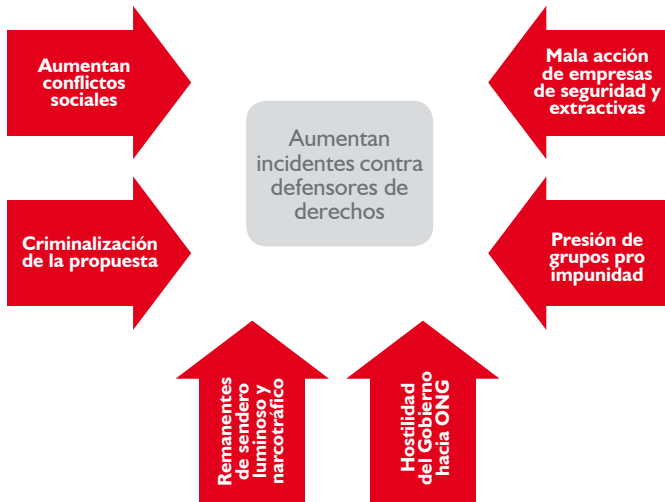 Aumentan
conflictos
sociales
Mala acción
de empresas
de seguridad y
extractivas
Aumentan
incidentes contra
defensores de
derechos
Criminalización
de la propuesta
Presión de
grupos pro
impunidad
Remanentes
de sendero
luminoso y
narcotráfico
Hostilidad
del Gobierno
hacia ONG